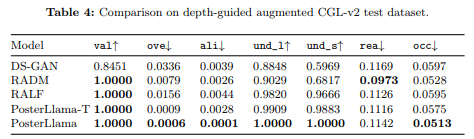 Table 4: Comparison on depth-guided augmented CGL-v2 test dataset.
Model val↑ ove↓ ali↓ und_l↑ und_s↑ rea↓ occ↓
DS-GAN 0.8451 0.0336 0.0039 0.8848 0.5969 0.1169 0.0597
RADM 1.0000 0.0079 0.0026 0.9029 0.6817 0.0973 0.0528
RALF 1.0000 0.0156 0.0044 0.9820 0.9666 0.1126 0.0595
PosterLlama-T 1.0000 0.0009 0.0028 0.9909 0.9883 0.1116 0.0575
PosterLlama 1.0000 0.0006 0.0001 1.0000 1.0000 0.1142 0.0513